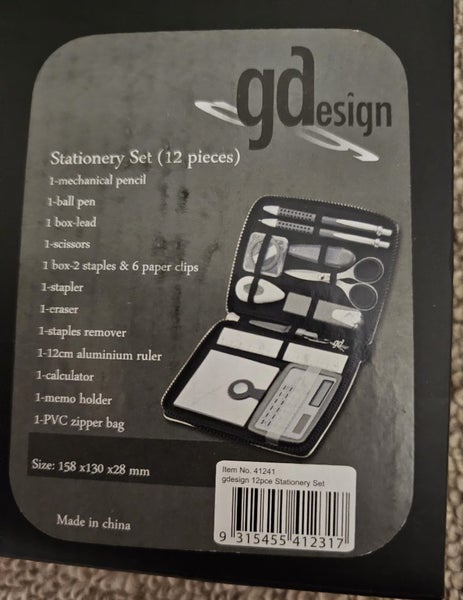 gdesign
Stationery Set (12 pieces)
1-mechanical pencil
1-ball pen
1 box-lead
1-scissors
1 box-2 staples & 6 paper clips
1-stapler
1-eraser
1-staples remover
1-12cm aluminium ruler
1-calculator
1-memo holder
1-PVC zipper bag
Size: 158 x130 x28 mm
Made in china
Item No. 41241
gdesign 12pce Stationery Set
9 315455 412317